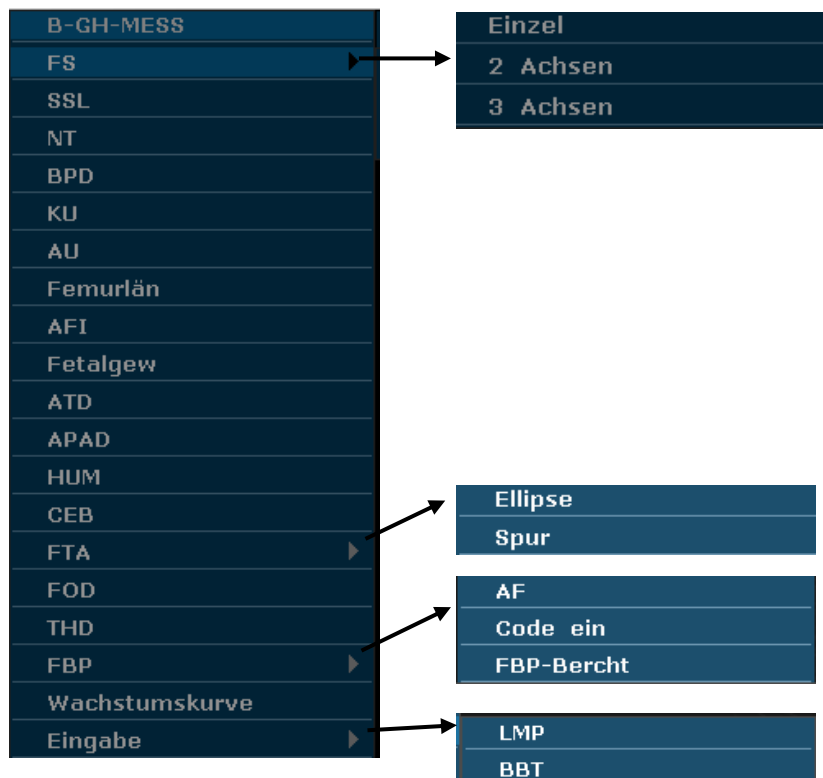 B-GH-MESS
FS
SSL
NT
BPD
KU
AU
Femurlän
AFI
Fetalgew
ATD
APAD
HUM
CEB
FTA
FOD
THD
FBP
Wachstumskurve
Eingabe
Einzel
2 Achsen
3 Achsen
Ellipse
Spur
AF
Code ein
FBP-Bercht
LMP
BBT